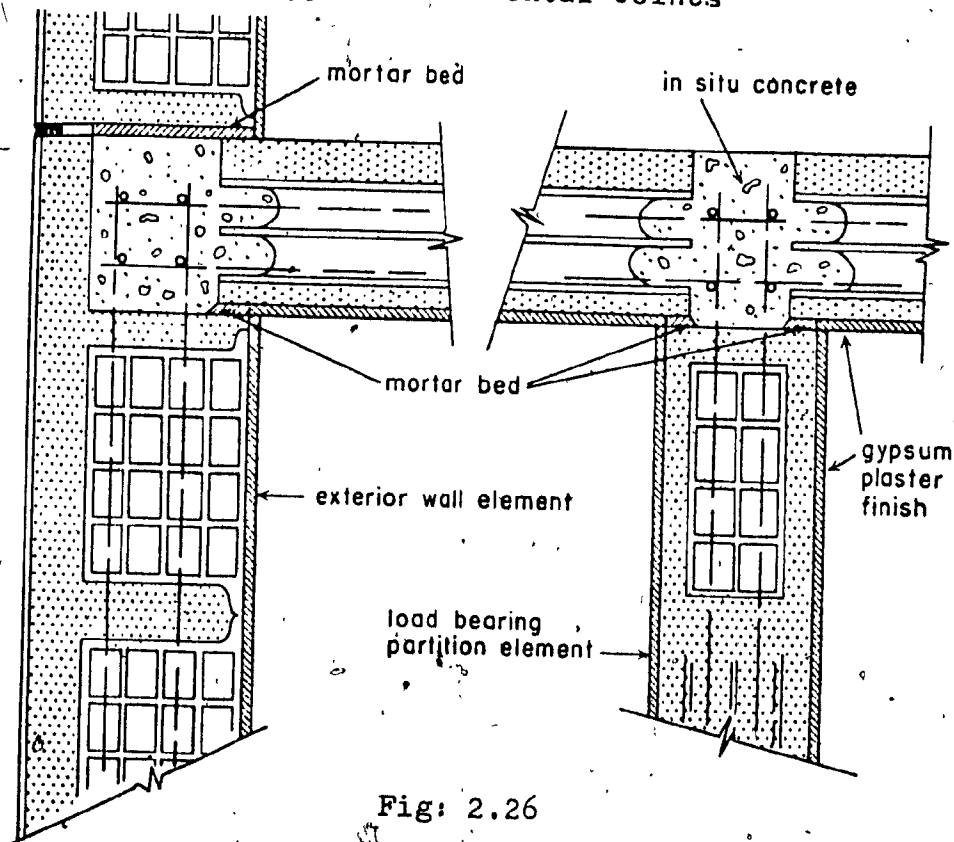 mortar bed
in situ concrete
mortar bed
gypsum
plaster
finish
exterior wall element
load bearing
partition element
Fig: 2.26